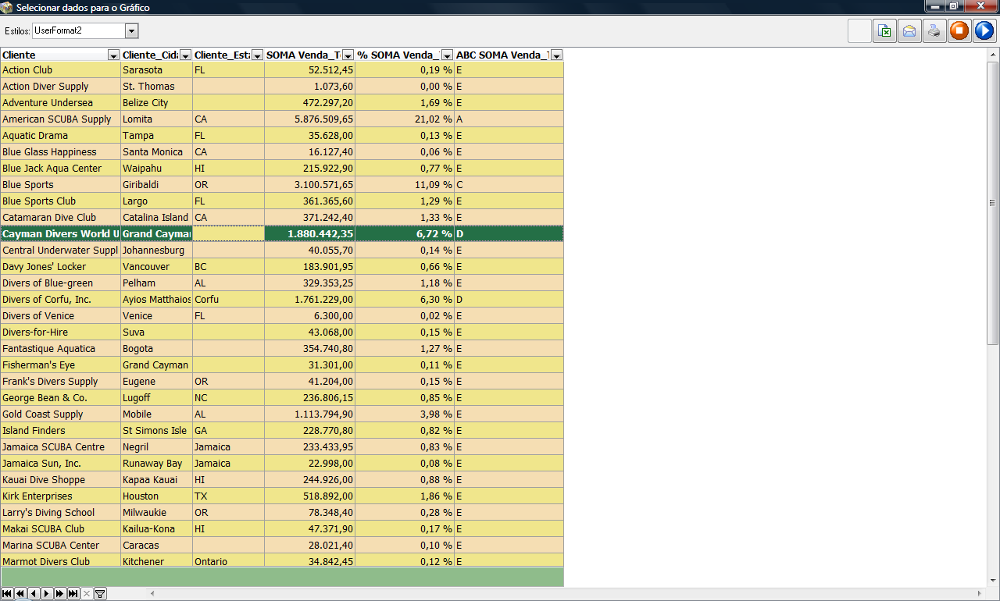 Selecionar dados para o Gráfico
Estilos: UserFormat2
Cliente Cliente_Cida Cliente_Esta SOMA Venda_T % SOMA Venda_ ABC SOMA Venda_
Action Club Sarasota FL 52.512,45 0,19 % E
Action Diver Supply St. Thomas 1.073,60 0,00 % E
Adventure Undersea Belize City 472.297,20 1,69 % E
American SCUBA Supply Lomita CA 5.876.509,65 21,02 % A
Aquatic Drama Tampa FL 35.628,00 0,13 % E
Blue Glass Happiness Santa Monica CA 16.127,40 0,06 % E
Blue Jack Aqua Center Waipahu HI 215.922,90 0,77 % E
Blue Sports Giribaldi OR 3.100.571,65 11,09 % C
Blue Sports Club Largo FL 361.365,60 1,29 % E
Catamaran Dive Club Catalina Island CA 371.242,40 1,33 % E
Cayman Divers World U Grand Cayman 1.880.442,35 6,72 % D
Central Underwater Suppl Johannesburg 40.055,70 0,14 % E
Davy Jones' Locker Vancouver BC 183.901,95 0,66 % E
Divers of Blue-green Pelham AL 329.353,25 1,18 % E
Divers of Corfu, Inc. Ayios Matthaios Corfu 1.761.229,00 6,30 % D
Divers of Venice Venice FL 6.300,00 0,02 % E
Divers-for-Hire Suva 43.068,00 0,15 % E
Fantastique Aquatica Bogota 354.740,80 1,27 % E
Fisherman's Eye Grand Cayman 31.301,00 0,11 % E
Frank's Divers Supply Eugene OR 41.204,00 0,15 % E
George Bean & Co. Lugoff NC 236.806,15 0,85 % E
Gold Coast Supply Mobile AL 1.113.794,90 3,98 % E
Island Finders St Simons Isle GA 228.770,80 0,82 % E
Jamaica SCUBA Centre Negril Jamaica 233.433,95 0,83 % E
Jamaica Sun, Inc. Runaway Bay Jamaica 22.998,00 0,08 % E
Kauai Dive Shoppe Kapaa Kauai HI 244.926,00 0,88 % E
Kirk Enterprises Houston TX 518.892,00 1,86 % E
Larry's Diving School Milwaukie OR 78.348,40 0,28 % E
Makai SCUBA Club Kailua-Kona HI 47.371,90 0,17 % E
Marina SCUBA Center Caracas 28.021,40 0,10 % E
Marmot Divers Club Kitchener Ontario 34.842,45 0,12 % E